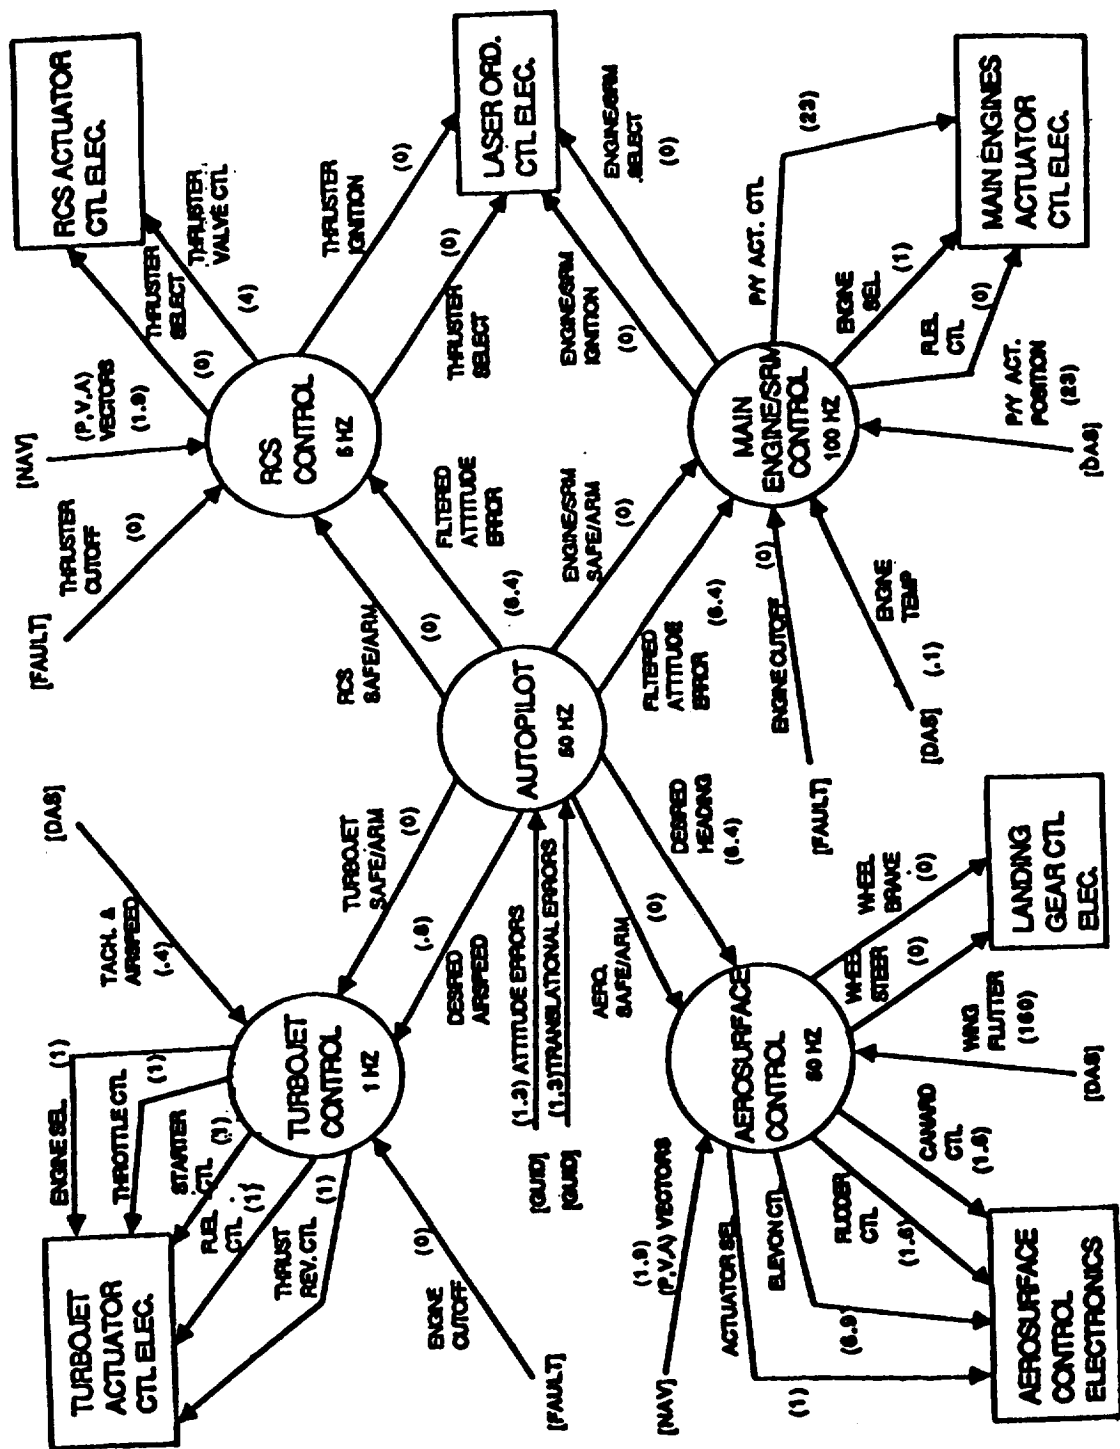 TURBOJET
ACTUATOR
CTL ELEC.
ENGINE SEL
(1)
THROTTLE CTL
(1)
STARTER
CTL
FUEL
CTL
(1)
THRUST
REV. CTL
(1)
TACH. &
AIRSPEED
(.4)
[DAS]
TURBOJET
CONTROL
1 HZ
ENGINE
CUTOFF
(0)
[FAULT]
TURBOJET
SAFE/ARM
(0)
DESIRED
AIRSPEED
[GUID]
(1.3) ATTITUDE ERRORS
[GUID]
(1.3) TRANSLATIONAL ERRORS
AUTOPILOT
[FAULT]
THRUSTER
CUTOFF
(0)
[NAV]
(P,V,A)
VECTORS
(1.9)
RCS
CONTROL
THRUSTER
SELECT
(0)
THRUSTER
VALVE CTL
(4)
RCS ACTUATOR
CTL ELEC.
RCS
SAFE/ARM
(0)
FILTERED
ATTITUDE
ERROR
(6.4)
THRUSTER
IGNITION
(0)
THRUSTER
SELECT
(0)
LASER ORD.
CTL ELEC.
ENGINE/SRM
IGNITION
(0)
ENGINE/SRM
SELECT
(0)
ENGINE/SRM
SAFE/ARM
(0)
FILTERED
ATTITUDE
ERROR
(6.4)
MAIN
ENGINE/SRM
CONTROL
100 HZ
ENGINE CUTOFF
(0)
[FAULT]
ENGINE
TEMP
(.1)
[DAS]
P/Y ACT. CTL
(23)
ENGINE
SEL
(1)
FUEL
CTL
(0)
P/Y ACT.
POSITION
(23)
[DAS]
MAIN ENGINES
ACTUATOR
CTL ELEC.
AERO.
SAFE/ARM
(0)
DESIRED
HEADING
(6.4)
[NAV]
(1.9)
(P,V,A) VECTORS
AEROSURFACE
CONTROL
ACTUATOR SEL
(1)
ELEVON CTL
(6.9)
RUDDER
CTL
(1.6)
CANARD
CTL
(1.6)
AEROSURFACE
CONTROL
ELECTRONICS
WING
FLUTTER
(160)
[DAS]
WHEEL
STEER
(0)
WHEEL
BRAKE
(0)
LANDING
GEAR CTL
ELEC.